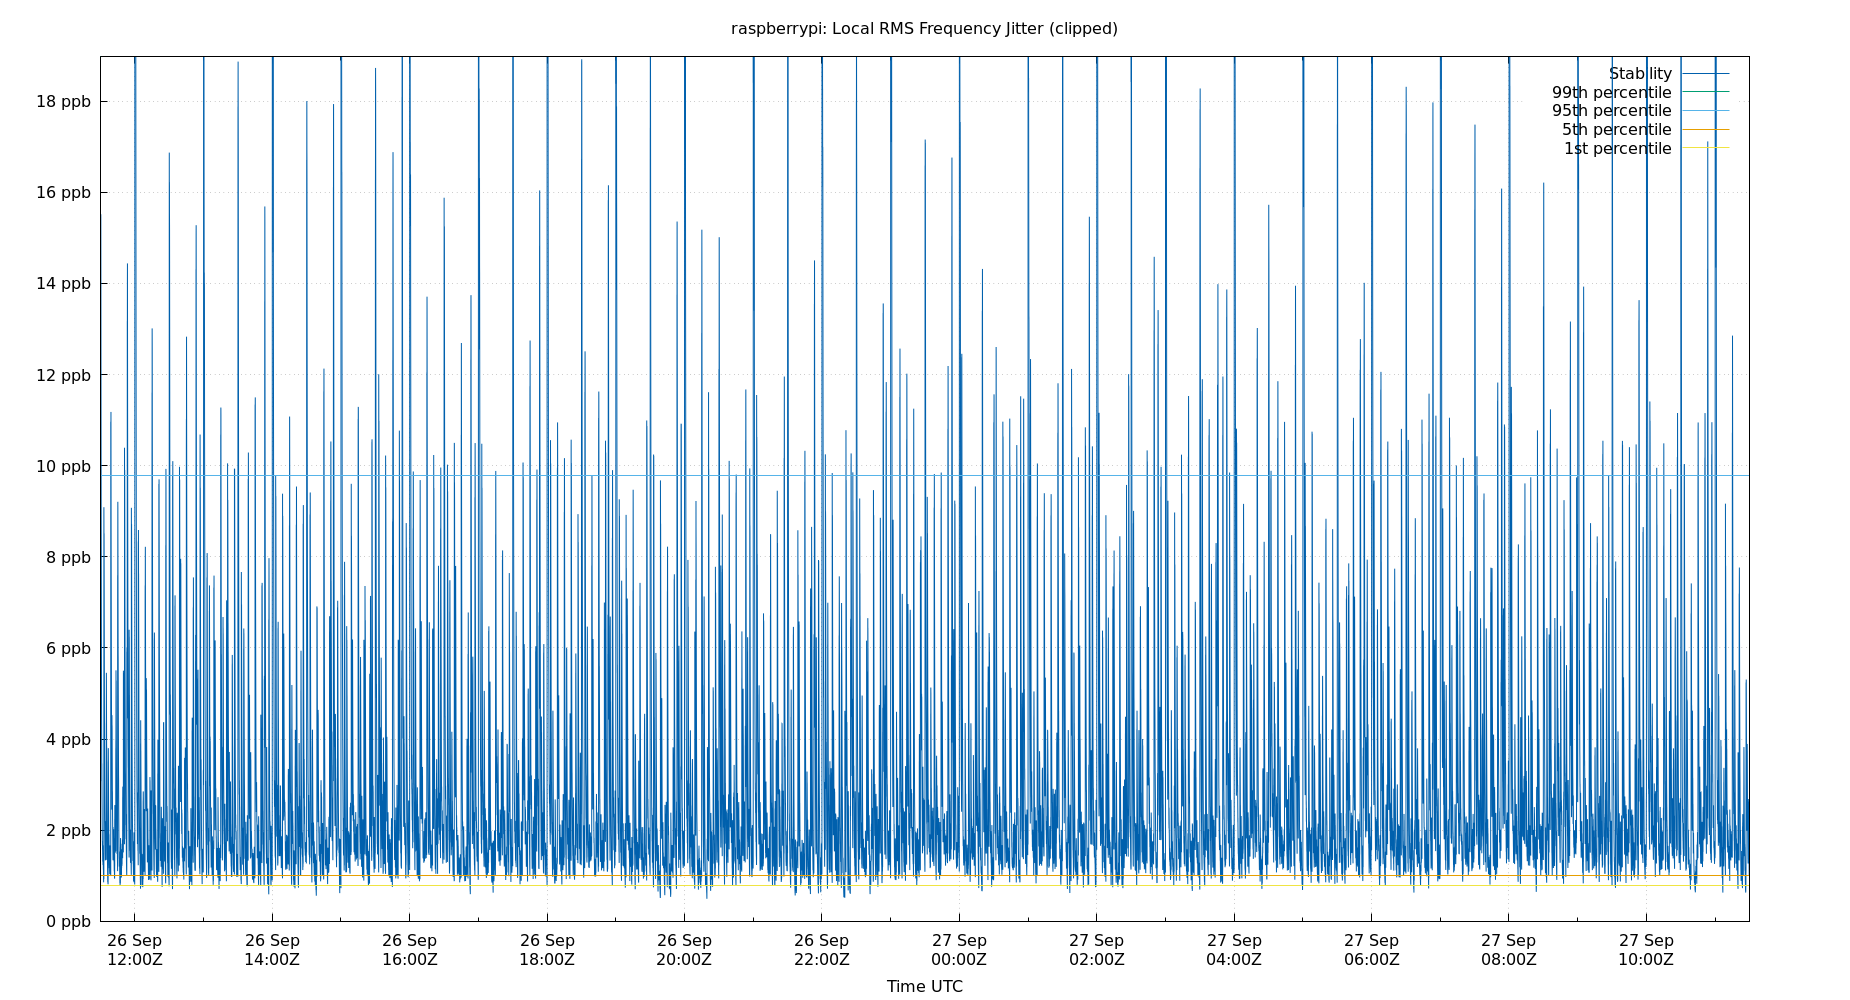 raspberrypi: Local RMS Frequency Jitter (clipped)
Stability
99th percentile
95th percentile
5th percentile
1st percentile
18 ppb
16 ppb
14 ppb
12 ppb
10 ppb
8 ppb
6 ppb
4 ppb
2 ppb
0 ppb
26 Sep 26 Sep 26 Sep 26 Sep 26 Sep 26 Sep 27 Sep 27 Sep 27 Sep 27 Sep 27 Sep 27 Sep
12:00Z 14:00Z 16:00Z 18:00Z 20:00Z 22:00Z 00:00Z 02:00Z 04:00Z 06:00Z 08:00Z 10:00Z
Time UTC